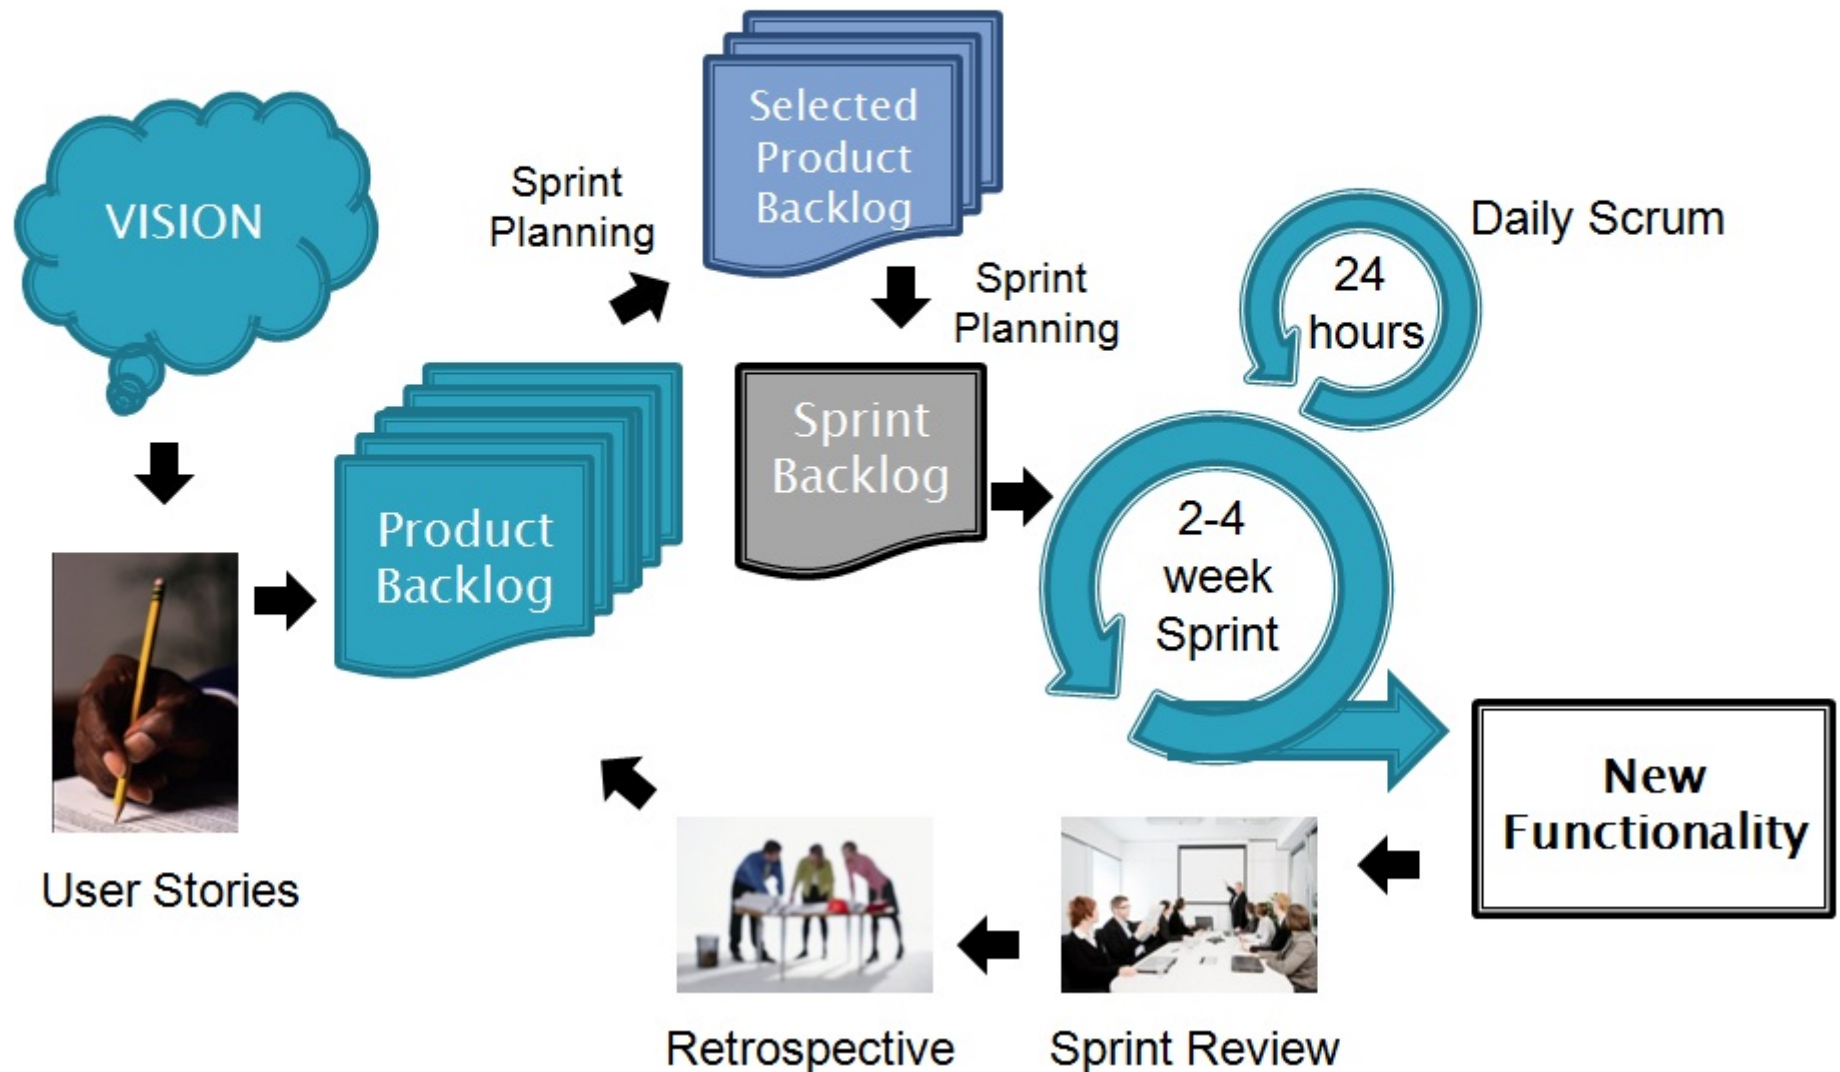 VISION
User Stories
Product
Backlog
Sprint
Planning
Selected
Product
Backlog
Sprint
Planning
Sprint
Backlog
24
hours
Daily Scrum
2-4
week
Sprint
New
Functionality
Sprint Review
Retrospective